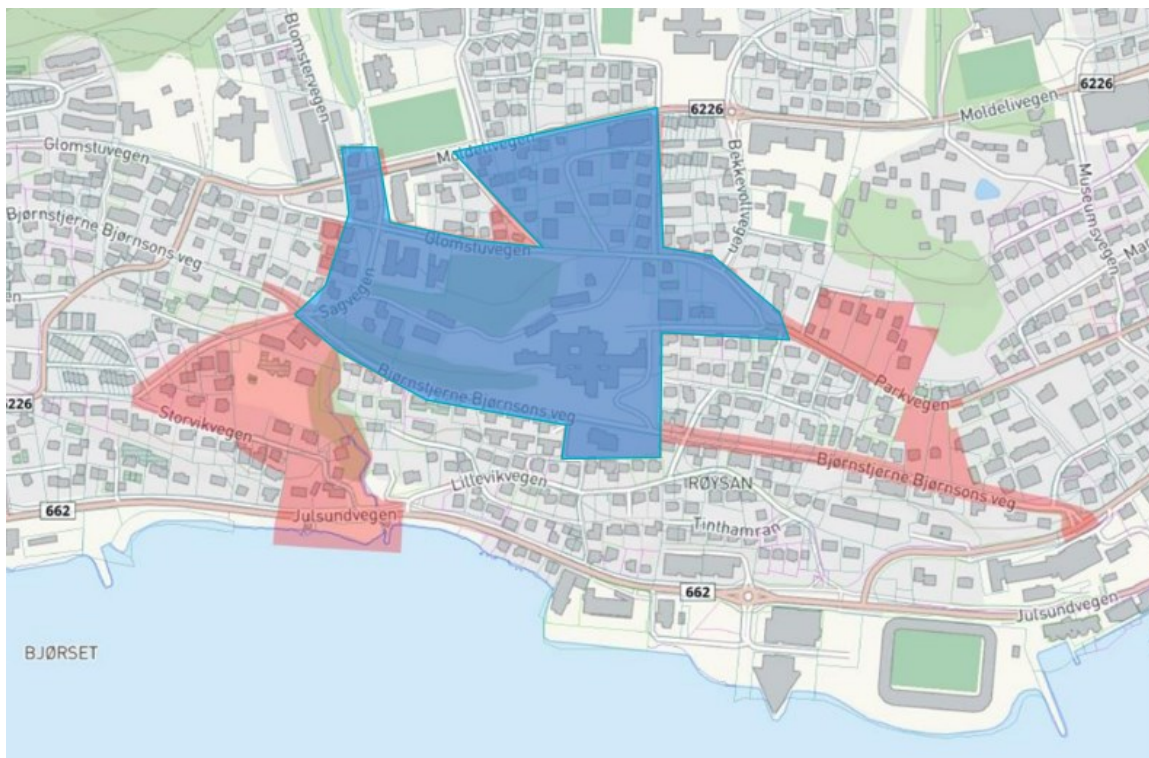 Blomstervegen
6226
6226
Moldelivegen
Moldelivegen
Glomstuvegen
Bekkevollvegen
Museumsvegen
Bjørnstjerne Bjørnsons veg
Glomstuvegen
Sagvegen
Bjørnstjerne Bjørnsons veg
Parkvegen
6226
Storvikvegen
Bjørnstjerne Bjørnsons veg
Lillevikvegen
RØYSAN
662
Julsundvegen
Tinthamran
662
Julsundvegen
BJØRSET